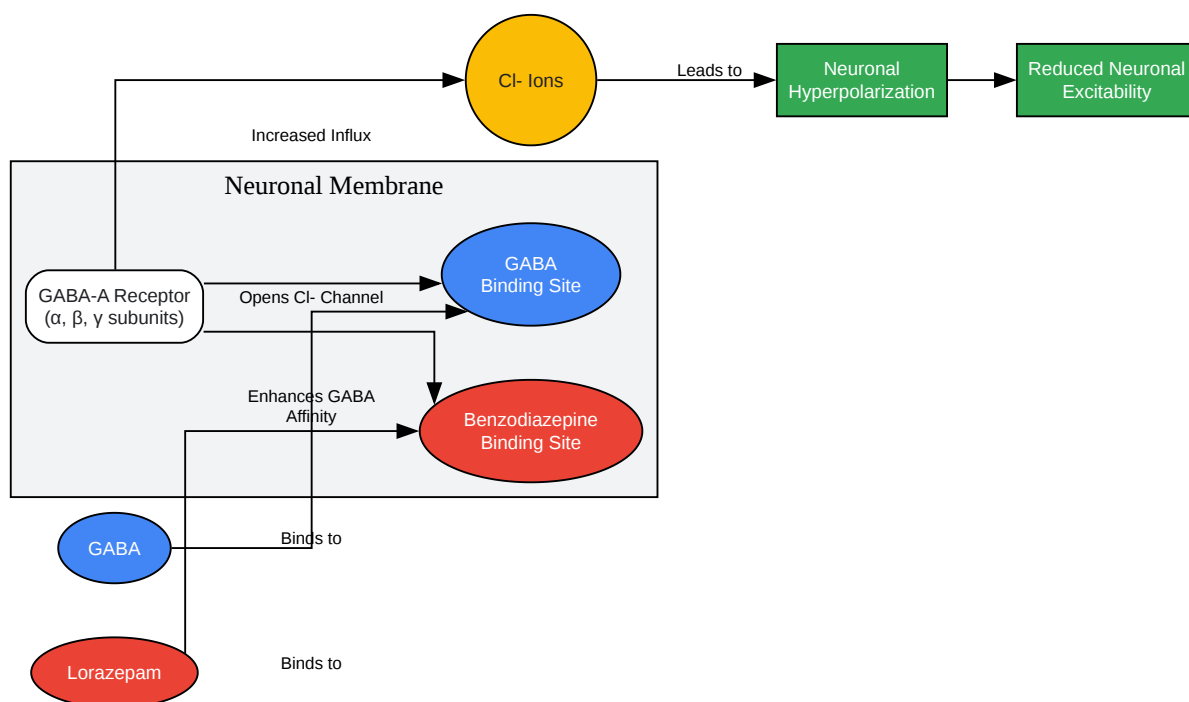 Cl- Ions
Leads to
Neuronal
Hyperpolarization
Reduced Neuronal
Excitability
Increased Influx
Neuronal Membrane
GABA
Binding Site
GABA-A Receptor
(α, β, γ subunits)
Opens Cl- Channel
Enhances GABA
Affinity
Benzodiazepine
Binding Site
GABA
Binds to
Lorazepam
Binds to